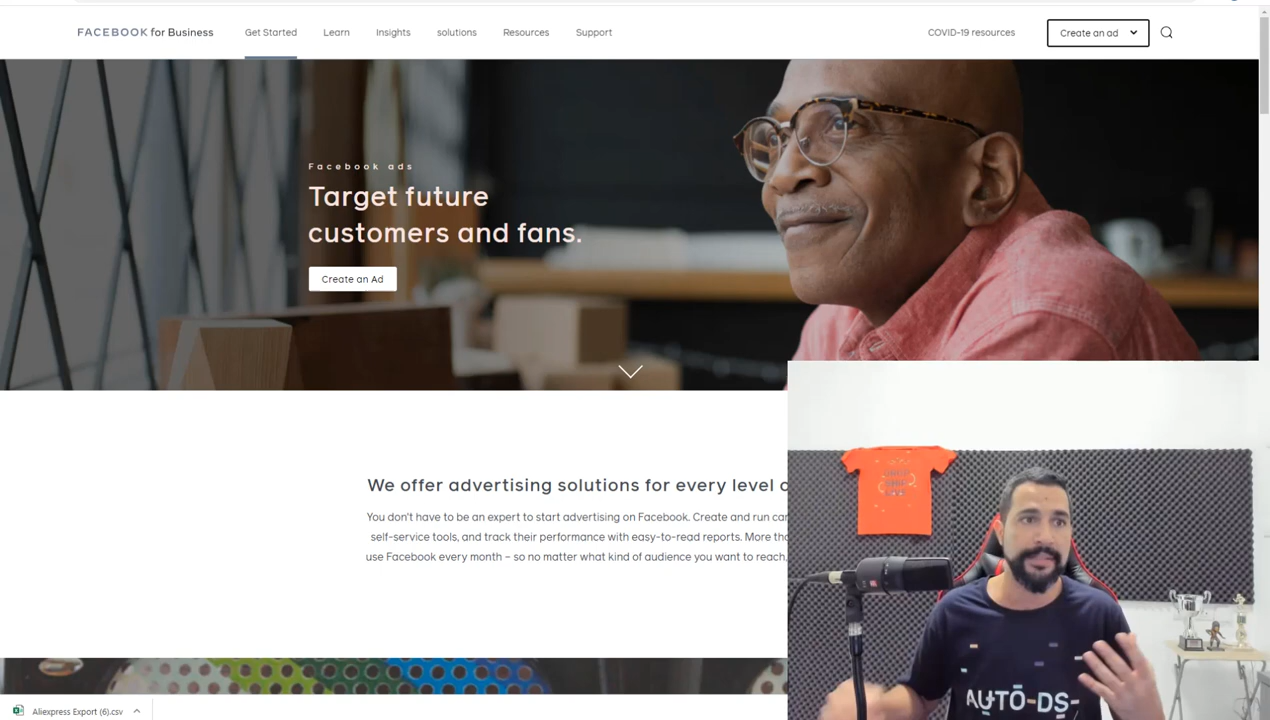 FACEBOOK for Business
Get Started
Learn
Insights
solutions
Resources
Support
COVID-19 resources
Create an ad
Facebook ads
Target future
customers and fans.
Create an Ad
We offer advertising solutions for every level
You don't have to be an expert to start advertising on Facebook. Create and run
self-service tools, and track their performance with easy-to-read reports. More
use Facebook every month – so no matter what kind of audience you want to reach,
AUTO-DS-
Aliexpress Export (6).csv